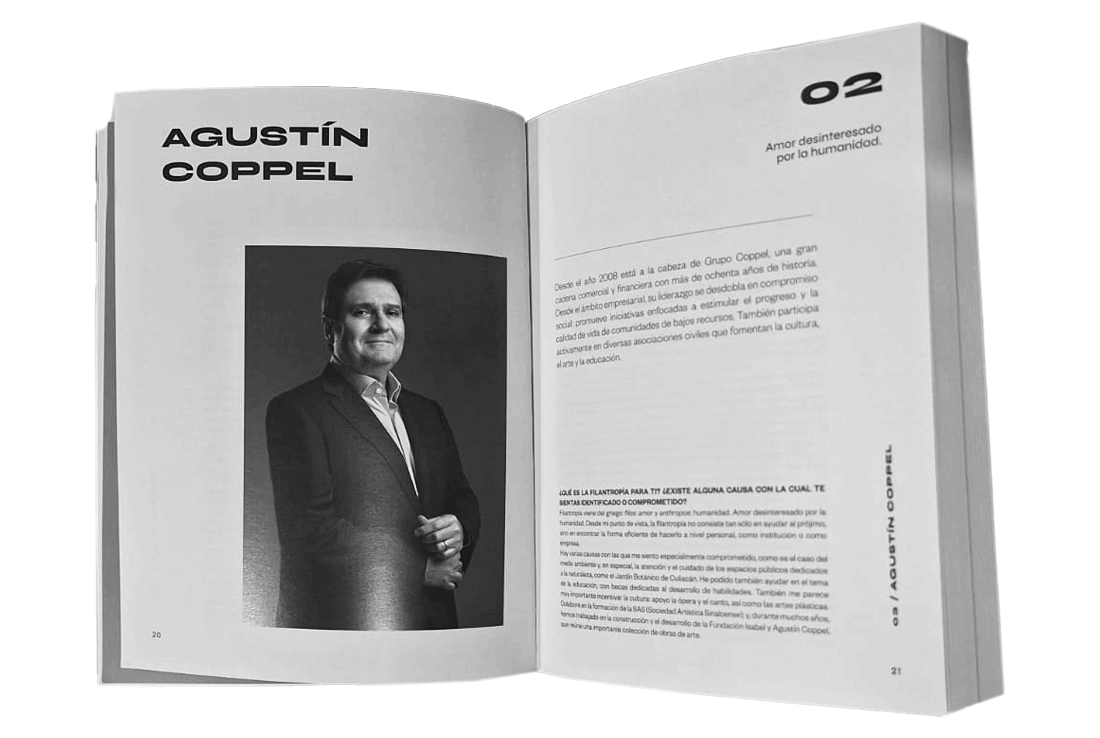 AGUSTÍN
COPPEL
20
02
Amor desinteresado
por la humanidad.
Desde el año 2008 está a la cabeza de Grupo Coppel, una gran
cadena comercial y financiera con más de ochenta años de historia.
Desde el ámbito empresarial, su liderazgo se desdobla en compromiso
social: promueve iniciativas enfocadas a estimular el progreso y la
calidad de vida de comunidades de bajos recursos. También participa
activamente en diversas asociaciones civiles que fomentan la cultura,
el arte y la educación.
¿QUÉ ES LA FILANTROPÍA PARA TI? ¿EXISTE ALGUNA CAUSA CON LA CUAL TE
SIENTAS IDENTIFICADO O COMPROMETIDO?
Filantropía viene del griego: filos: amor y anthropos: humanidad. Amor desinteresado por la
humanidad. Desde mi punto de vista, la filantropía no consiste tan sólo en ayudar al prójimo,
sino en encontrar la forma eficiente de hacerlo a nivel personal, como institución o como
empresa.
Hay varias causas con las que me siento especialmente comprometido, como es el caso del
medio ambiente y, en especial, la atención y el cuidado de los espacios públicos dedicados
a la naturaleza, como el Jardín Botánico de Culiacán. He podido también ayudar en el tema
de la educación, con becas dedicadas al desarrollo de habilidades. También me parece
muy importante incentivar la cultura: apoyo la ópera y el canto, así como las artes plásticas.
Colaboré en la formación de la SAS (Sociedad Artística Sinaloense); y, durante muchos años,
hemos trabajado en la construcción y el desarrollo de la Fundación Isabel y Agustín Coppel,
que reúne una importante colección de obras de arte.
02 / AGUSTÍN COPPEL
21